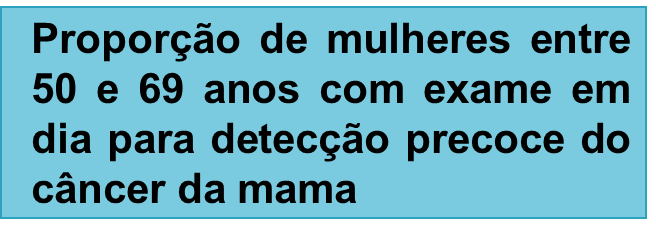 Proporção de mulheres entre
50 e 69 anos com exame em
dia para detecção precoce do
câncer da mama